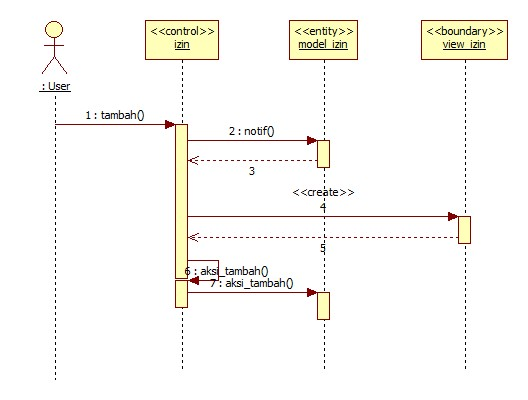 <<control>>
izin
<<entity>>
model_izin
<<boundary>>
view_izin
: User
1 : tambah()
2 : notif()
3
<<create>>
4
5
6 : aksi_tambah()
7 : aksi_tambah()